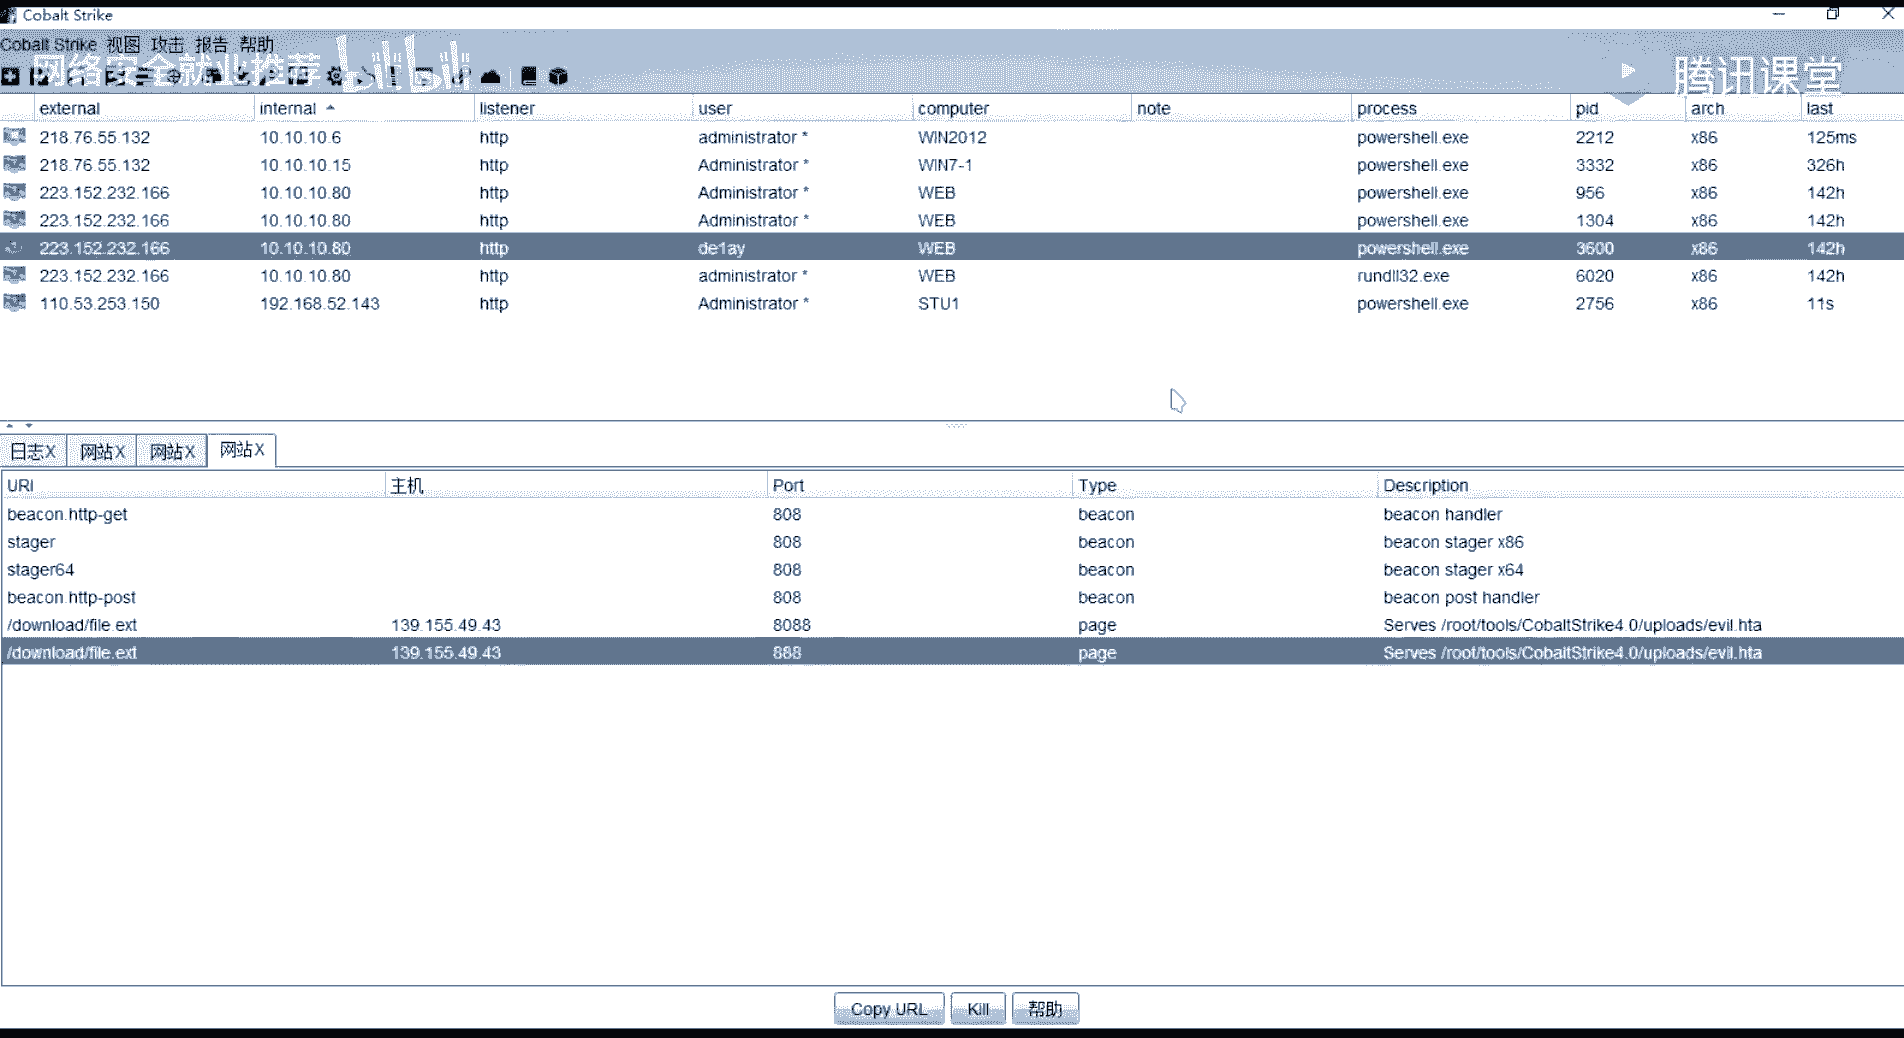 Cobalt Strike
Cobalt Strike 视图 攻击 报告 帮助
网络安全就业推荐 bilibili
腾讯课堂
external internal listener user computer note process pid arch last
218.76.55.132 10.10.10.6 http administrator * WIN2012 powershell.exe 2212 x86 125ms
218.76.55.132 10.10.10.15 http Administrator * WIN7-1 powershell.exe 3332 x86 326h
223.152.232.166 10.10.10.80 http Administrator * WEB powershell.exe 956 x86 142h
223.152.232.166 10.10.10.80 http Administrator * WEB powershell.exe 1304 x86 142h
223.152.232.166 10.10.10.80 http de1ay WEB powershell.exe 3600 x86 142h
223.152.232.166 10.10.10.80 http administrator * WEB rundll32.exe 6020 x86 142h
110.53.253.150 192.168.52.143 http Administrator * STU1 powershell.exe 2756 x86 11s
日志X 网站X 网站X 网站X
URI 主机 Port Type Description
beacon.http-get 808 beacon beacon handler
stager 808 beacon beacon stager x86
stager64 808 beacon beacon stager x64
beacon.http-post 808 beacon beacon post handler
/download/file.ext 139.155.49.43 8088 page Serves /root/tools/CobaltStrike4.0/uploads/evil.hta
/download/file.ext 139.155.49.43 888 page Serves /root/tools/CobaltStrike4.0/uploads/evil.hta
Copy URL Kill 帮助